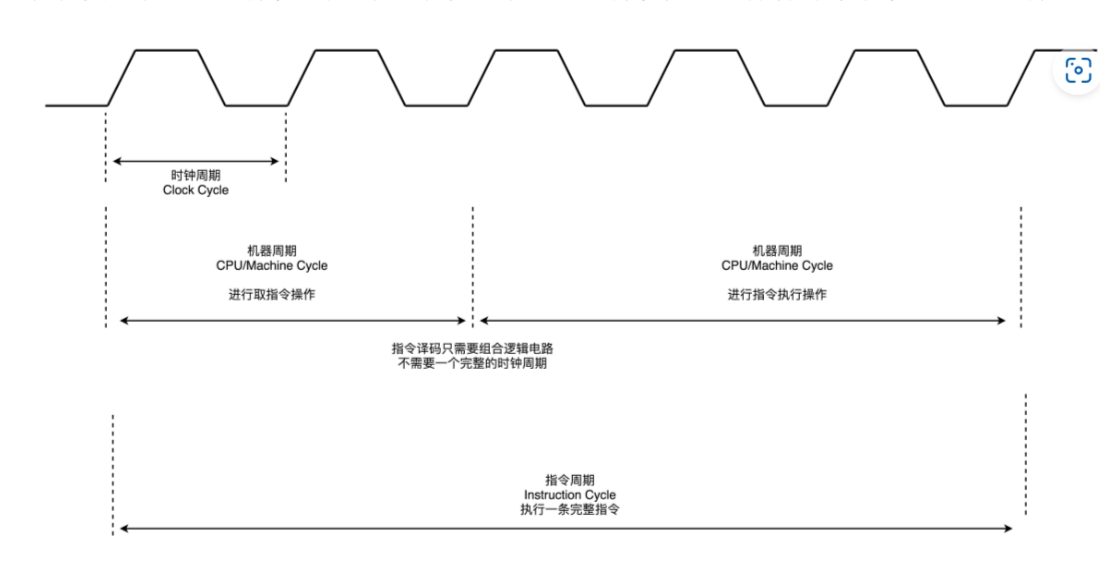 时钟周期
Clock Cycle
机器周期
CPU/Machine Cycle
进行取指令操作
机器周期
CPU/Machine Cycle
进行指令执行操作
指令译码只需要组合逻辑电路
不需要一个完整的时钟周期
指令周期
Instruction Cycle
执行一条完整指令